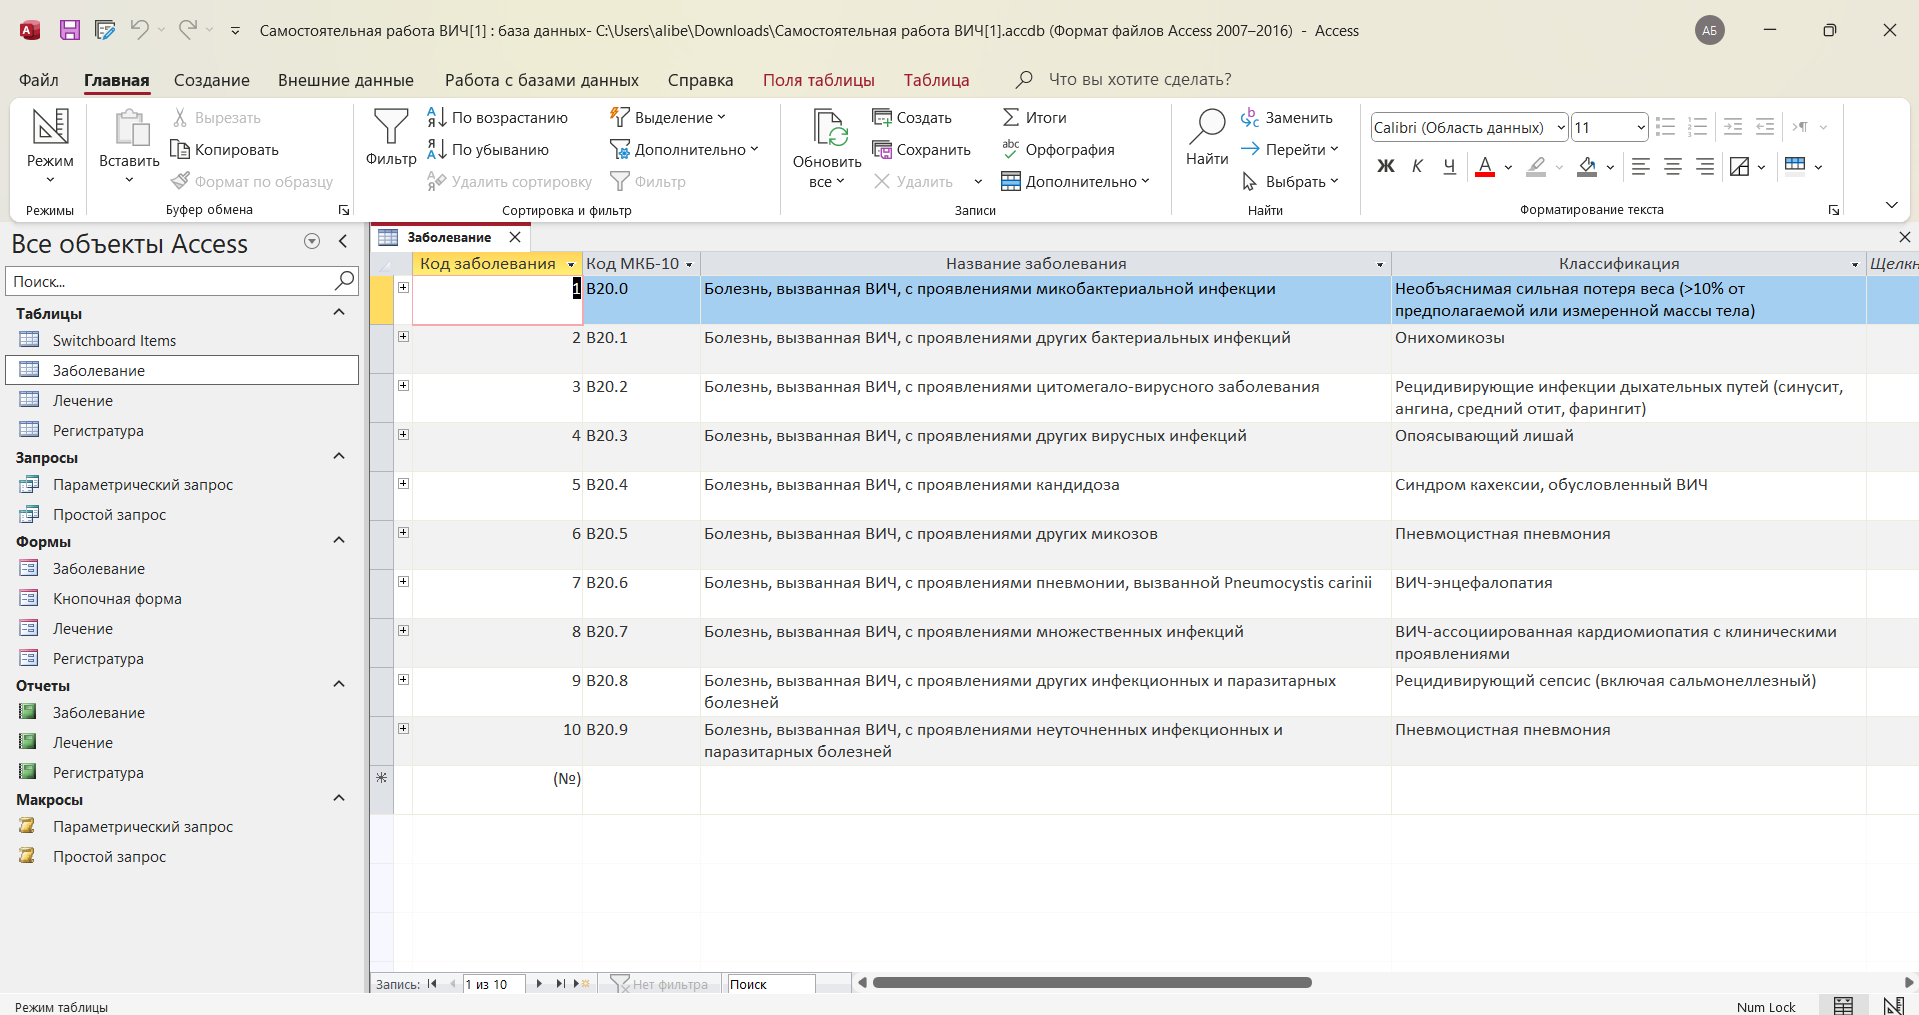 Самостоятельная работа ВИЧ[1] : база данных- C:\Users\alibe\Downloads\Самостоятельная работа ВИЧ[1].accdb (Формат файлов Access 2007–2016) - Access
АБ
Файл Главная Создание Внешние данные Работа с базами данных Справка Поля таблицы Таблица Что вы хотите сделать?
Режим
Режимы
Вставить
Вырезать
Копировать
Формат по образцу
Буфер обмена
Фильтр
По возрастанию
По убыванию
Удалить сортировку
Выделение
Дополнительно
Фильтр
Сортировка и фильтр
Обновить
все
Создать
Сохранить
Удалить
Итоги
Орфография
Дополнительно
Записи
Найти
Заменить
Перейти
Выбрать
Найти
Calibri (Область данных) 11
Ж К Ч А
Форматирование текста
Все объекты Access
Поиск...
Таблицы
Switchboard Items
Заболевание
Лечение
Регистратура
Запросы
Параметрический запрос
Простой запрос
Формы
Заболевание
Кнопочная форма
Лечение
Регистратура
Отчеты
Заболевание
Лечение
Регистратура
Макросы
Параметрический запрос
Простой запрос
Заболевание
Код заболевания Код МКБ-10 Название заболевания Классификация Щелкн
1 B20.0 Болезнь, вызванная ВИЧ, с проявлениями микобактериальной инфекции Необъяснимая сильная потеря веса (>10% от
предполагаемой или измеренной массы тела)
2 B20.1 Болезнь, вызванная ВИЧ, с проявлениями других бактериальных инфекций Онихомикозы
3 B20.2 Болезнь, вызванная ВИЧ, с проявлениями цитомегало-вирусного заболевания Рецидивирующие инфекции дыхательных путей (синусит,
ангина, средний отит, фарингит)
4 B20.3 Болезнь, вызванная ВИЧ, с проявлениями других вирусных инфекций Опоясывающий лишай
5 B20.4 Болезнь, вызванная ВИЧ, с проявлениями кандидоза Синдром кахексии, обусловленный ВИЧ
6 B20.5 Болезнь, вызванная ВИЧ, с проявлениями других микозов Пневмоцистная пневмония
7 B20.6 Болезнь, вызванная ВИЧ, с проявлениями пневмонии, вызванной Pneumocystis carinii ВИЧ-энцефалопатия
8 B20.7 Болезнь, вызванная ВИЧ, с проявлениями множественных инфекций ВИЧ-ассоциированная кардиомиопатия с клиническими
проявлениями
9 B20.8 Болезнь, вызванная ВИЧ, с проявлениями других инфекционных и паразитарных Рецидивирующий сепсис (включая сальмонеллезный)
болезней
10 B20.9 Болезнь, вызванная ВИЧ, с проявлениями неуточненных инфекционных и Пневмоцистная пневмония
паразитарных болезней
(№)
Запись: 1 из 10 Нет фильтра Поиск
Режим таблицы Num Lock